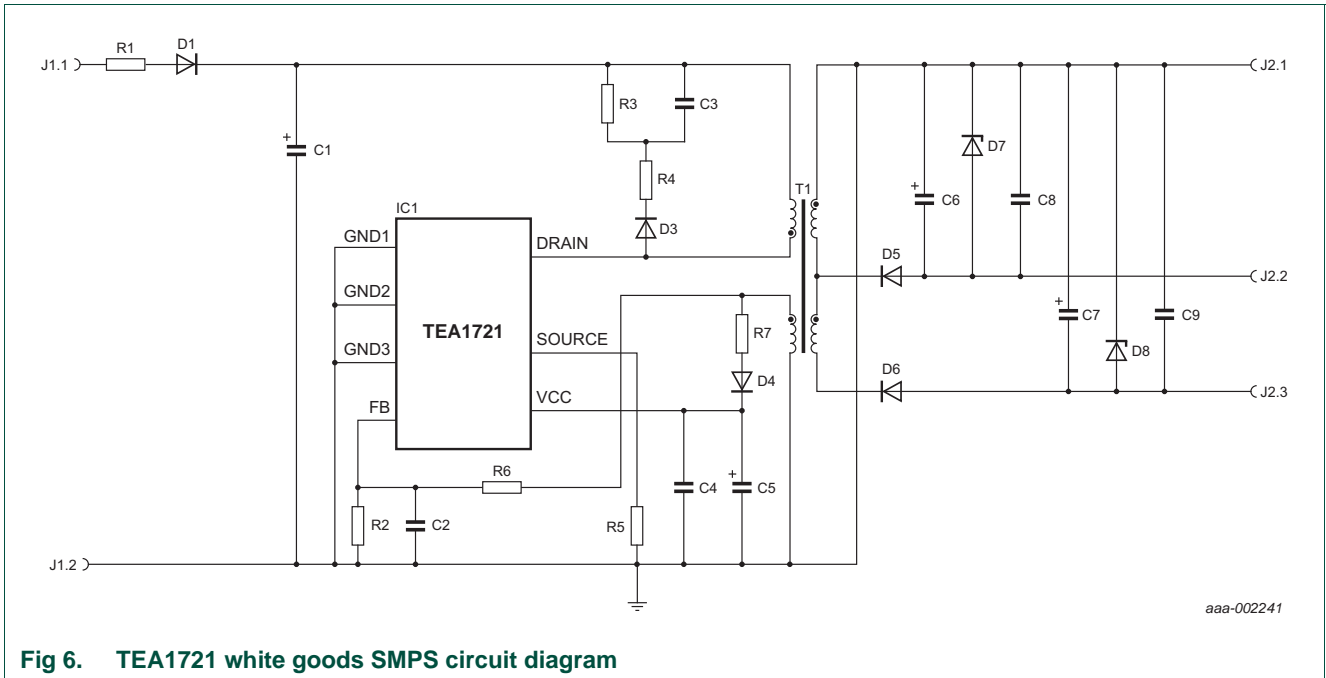 J1.1
R1
D1
R3
C3
J2.1
C1
R4
D7
T1
C6
C8
IC1
D3
GND1
DRAIN
D5
GND2
J2.2
R7
C7
C9
TEA1721
SOURCE
GND3
D8
D4
D6
FB
VCC
J2.3
R6
C4
C5
R2
C2
R5
J1.2
aaa-002241
Fig 6. TEA1721 white goods SMPS circuit diagram